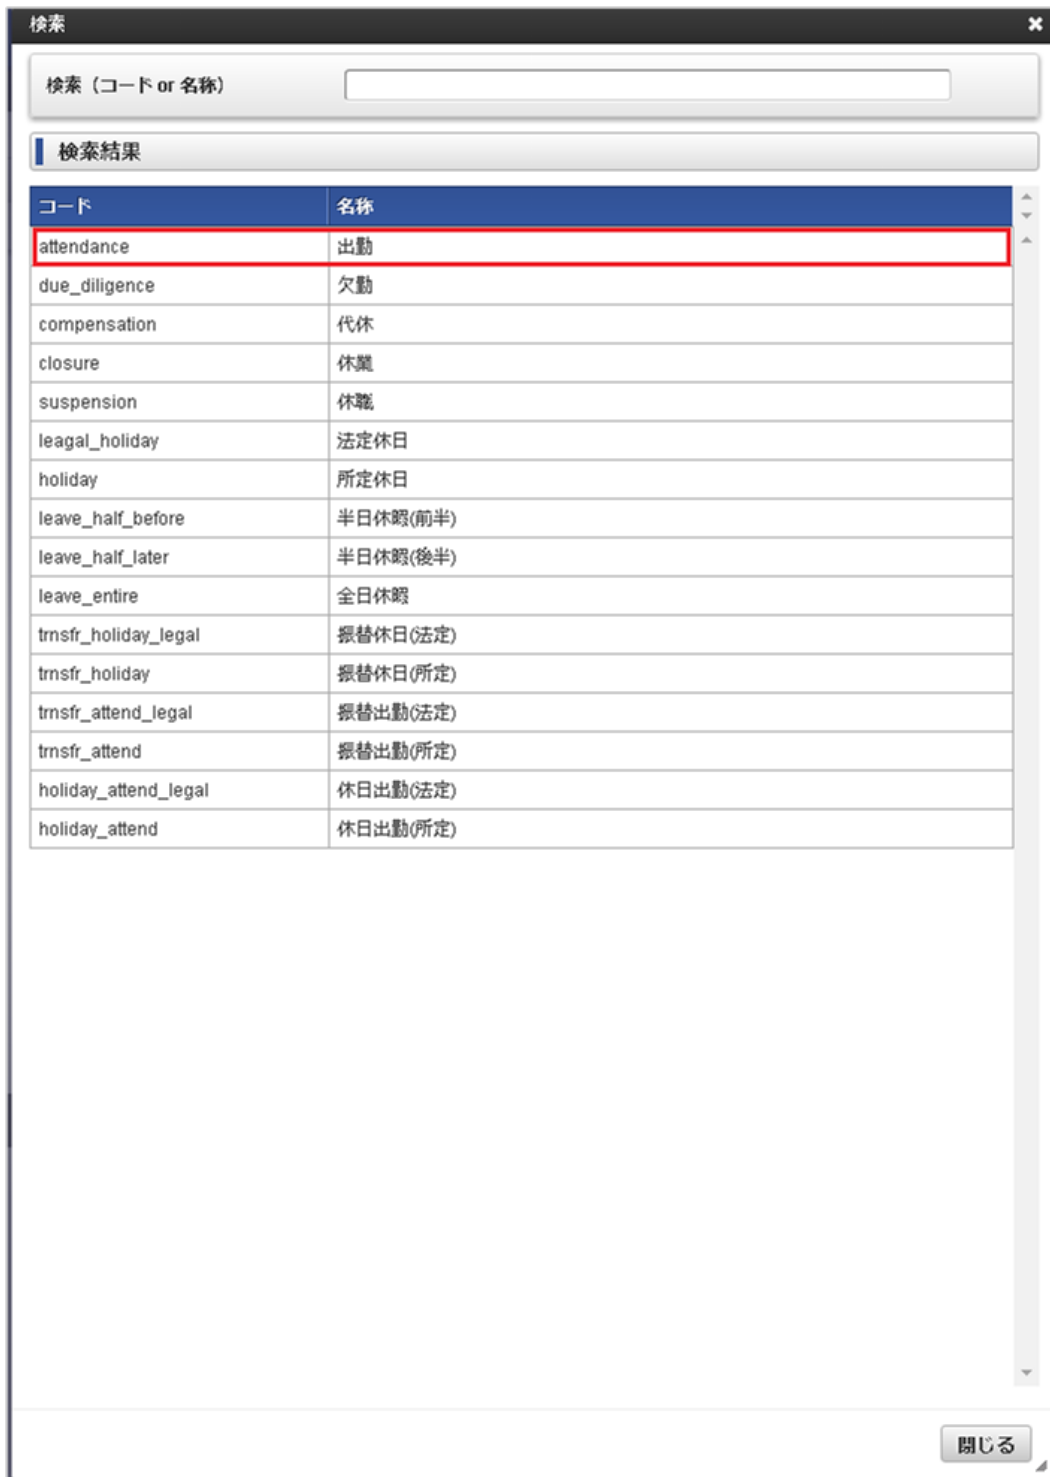 検索
検索（コード or 名称）
検索結果
コード 名称
attendance 出勤
due_diligence 欠勤
compensation 代休
closure 休業
suspension 休職
leagal_holiday 法定休日
holiday 所定休日
leave_half_before 半日休暇(前半)
leave_half_later 半日休暇(後半)
leave_entire 全日休暇
trnsfr_holiday_legal 振替休日(法定)
trnsfr_holiday 振替休日(所定)
trnsfr_attend_legal 振替出勤(法定)
trnsfr_attend 振替出勤(所定)
holiday_attend_legal 休日出勤(法定)
holiday_attend 休日出勤(所定)
閉じる